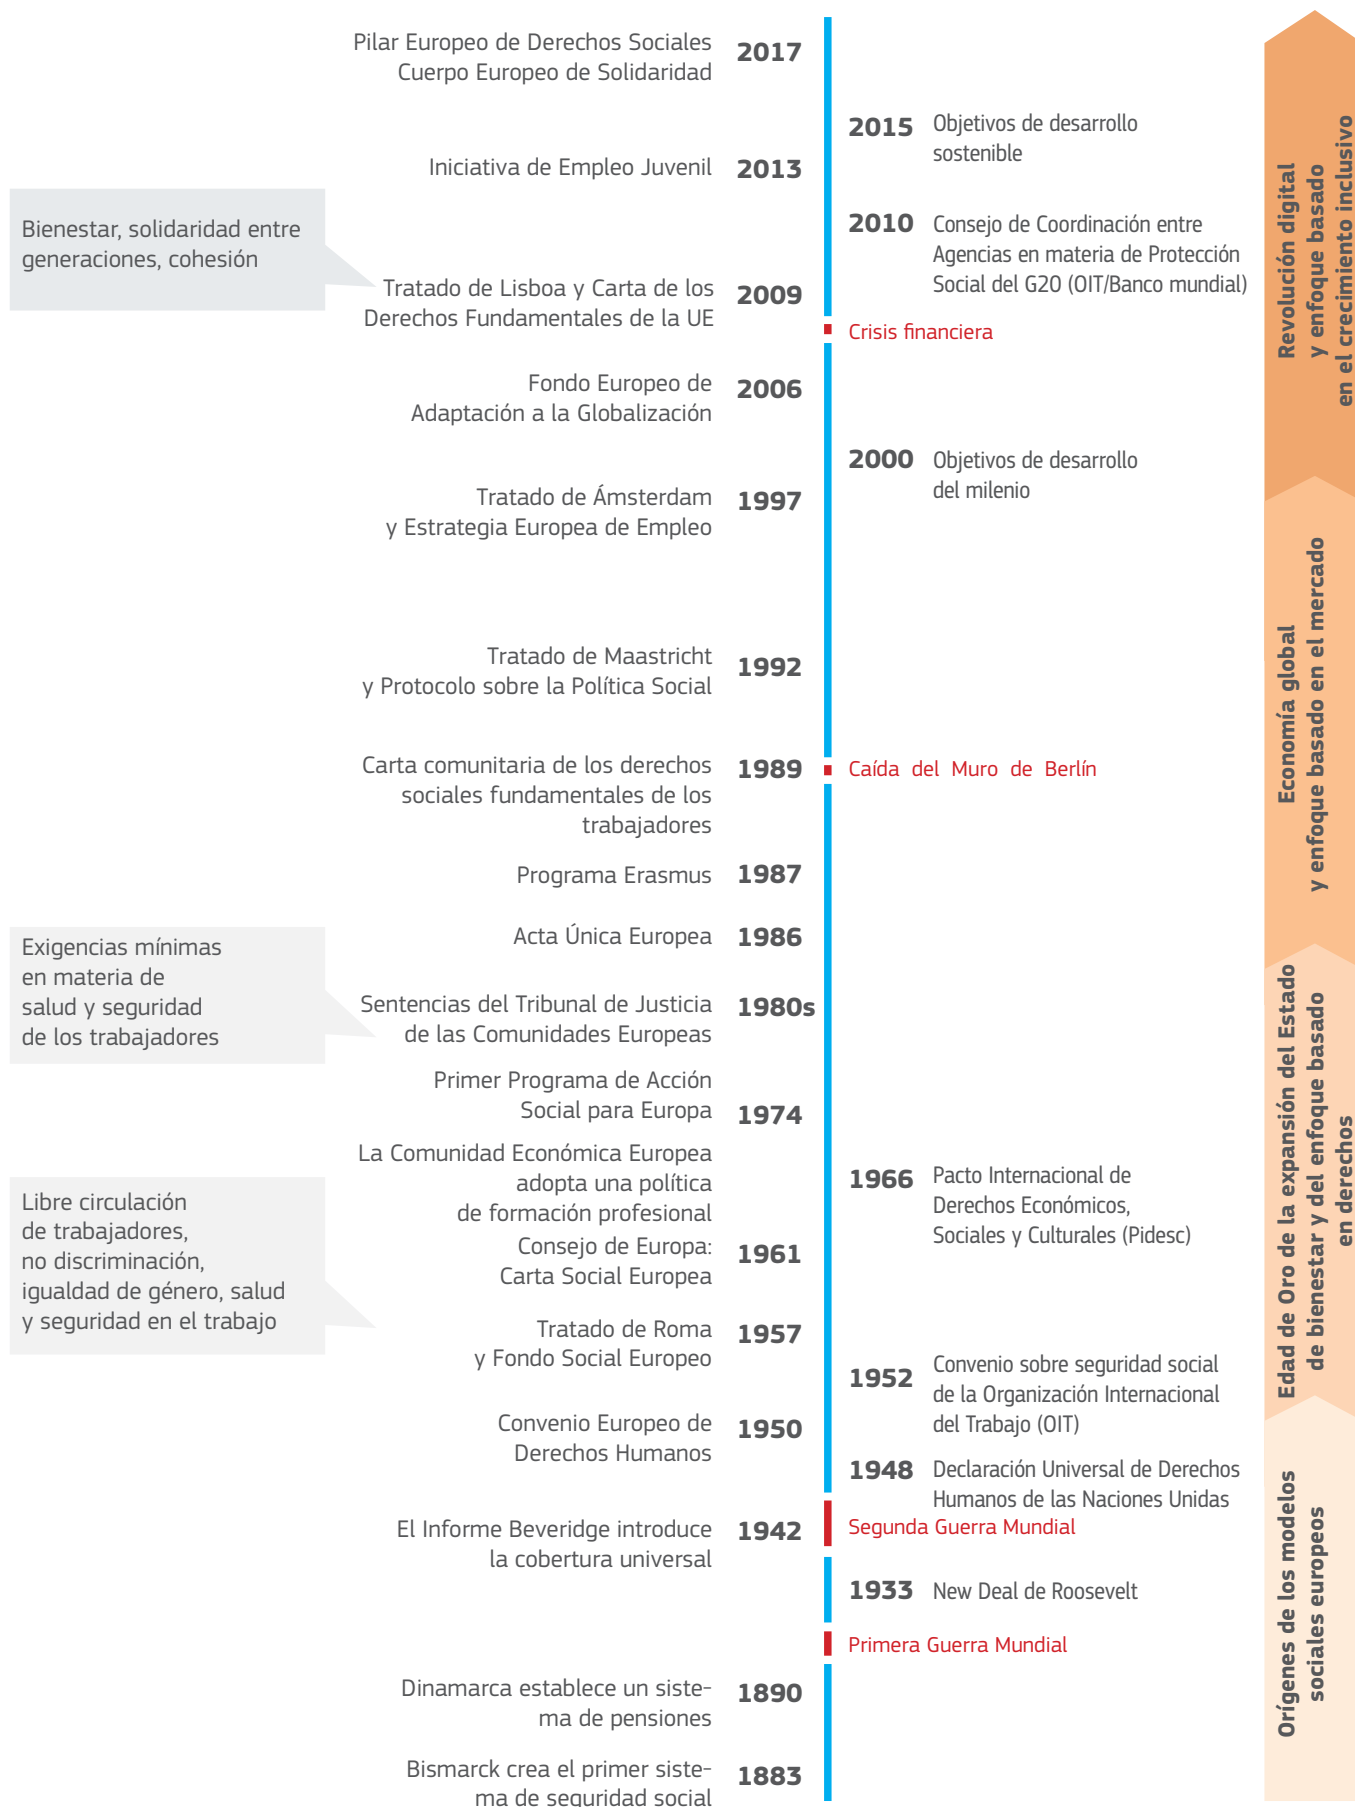 Pilar Europeo de Derechos Sociales
Cuerpo Europeo de Solidaridad
2017
2015
Objetivos de desarrollo
sostenible
Iniciativa de Empleo Juvenil
2013
Bienestar, solidaridad entre
generaciones, cohesión
2010
Consejo de Coordinación entre
Agencias en materia de Protección
Social del G20 (OIT/Banco mundial)
Tratado de Lisboa y Carta de los
Derechos Fundamentales de la UE
2009
Crisis financiera
Fondo Europeo de
Adaptación a la Globalización
2006
2000
Objetivos de desarrollo
del milenio
Tratado de Ámsterdam
y Estrategia Europea de Empleo
1997
Tratado de Maastricht
y Protocolo sobre la Política Social
1992
Carta comunitaria de los derechos
sociales fundamentales de los
trabajadores
1989
Caída del Muro de Berlín
Programa Erasmus
1987
Acta Única Europea
1986
Exigencias mínimas
en materia de
salud y seguridad
de los trabajadores
Sentencias del Tribunal de Justicia
de las Comunidades Europeas
1980s
Primer Programa de Acción
Social para Europa
1974
La Comunidad Económica Europea
adopta una política
de formación profesional
1966
Pacto Internacional de
Derechos Económicos,
Sociales y Culturales (Pidesc)
Libre circulación
de trabajadores,
no discriminación,
igualdad de género, salud
y seguridad en el trabajo
Consejo de Europa:
Carta Social Europea
1961
Tratado de Roma
y Fondo Social Europeo
1957
1952
Convenio sobre seguridad social
de la Organización Internacional
del Trabajo (OIT)
Convenio Europeo de
Derechos Humanos
1950
1948
Declaración Universal de Derechos
Humanos de las Naciones Unidas
El Informe Beveridge introduce
la cobertura universal
1942
Segunda Guerra Mundial
1933
New Deal de Roosevelt
Primera Guerra Mundial
Dinamarca establece un siste-
ma de pensiones
1890
Bismarck crea el primer siste-
ma de seguridad social
1883
Revolución digital
y enfoque basado
en el crecimiento inclusivo
Economía global
y enfoque basado en el mercado
Edad de Oro de la expansión del Estado
de bienestar y del enfoque basado
en derechos
Orígenes de los modelos
sociales europeos